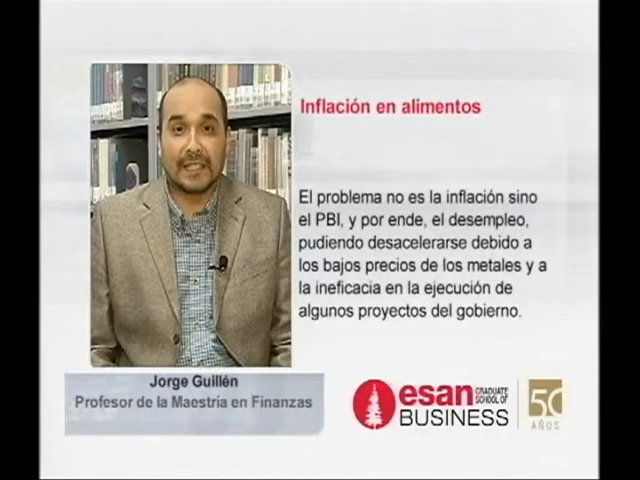 Inflación en alimentos
El problema no es la inflación sino
el PBI, y por ende, el desempleo,
pudiendo desacelerarse debido a
los bajos precios de los metales y a
la ineficacia en la ejecución de
algunos proyectos del gobierno.
Jorge Guillén
Profesor de la Maestria en Finanzas
esan GRADUATE
SCHOOL OF
BUSINESS
50
AÑOS